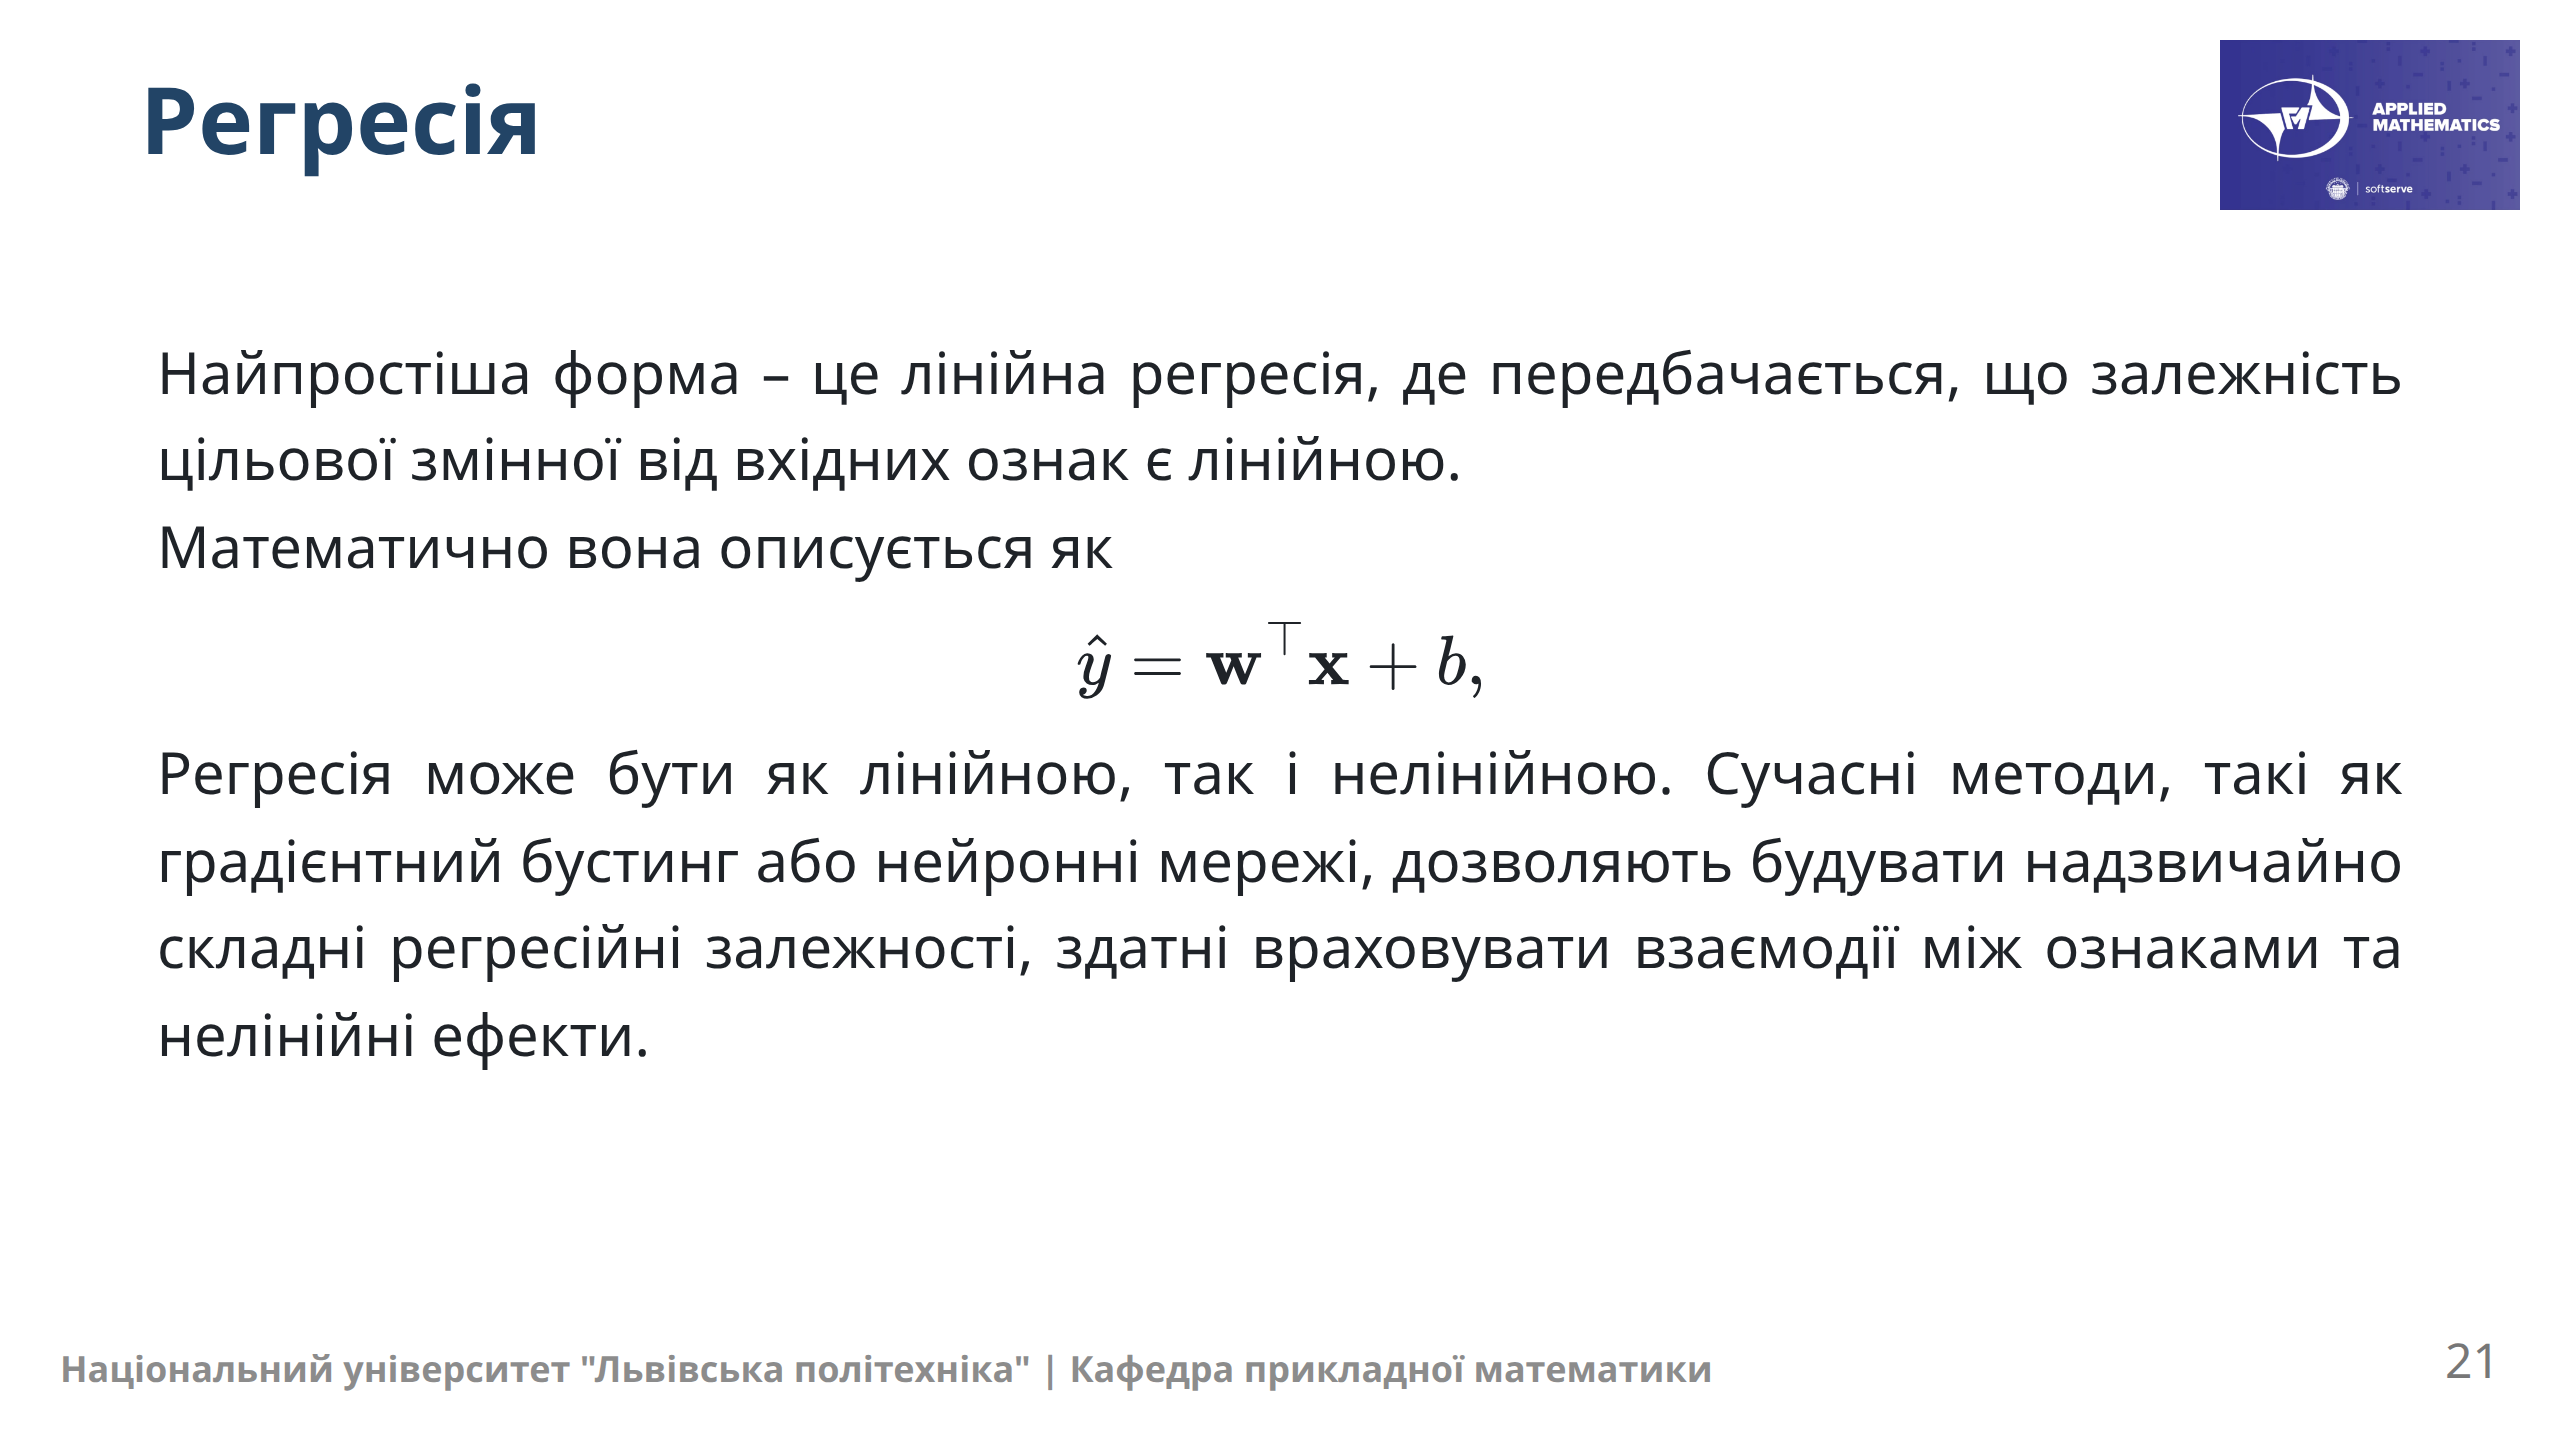 Регресія
APPLIED
MATHEMATICS
softserve
Найпростіша форма – це лінійна регресія, де передбачається, що залежність
цільової змінної від вхідних ознак є лінійною.
Математично вона описується як
ŷ = w⊤x + b,
Регресія може бути як лінійною, так і нелінійною. Сучасні методи, такі як
градієнтний бустинг або нейронні мережі, дозволяють будувати надзвичайно
складні регресійні залежності, здатні враховувати взаємодії між ознаками та
нелінійні ефекти.
Національний університет "Львівська політехніка" | Кафедра прикладної математики
21